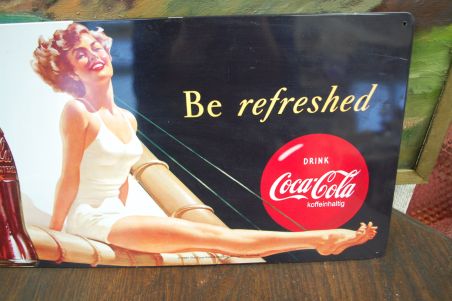 Be refreshed
DRINK
Coca-Cola
koffeinhaltig